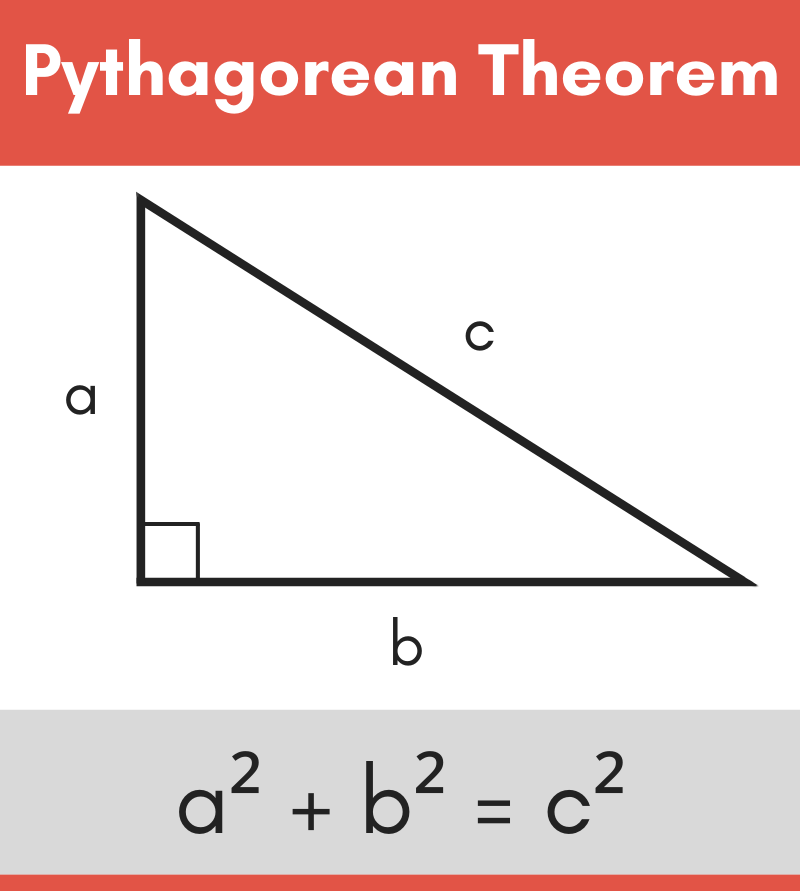 Pythagorean Theorem
c
a
b
a² + b² = c²